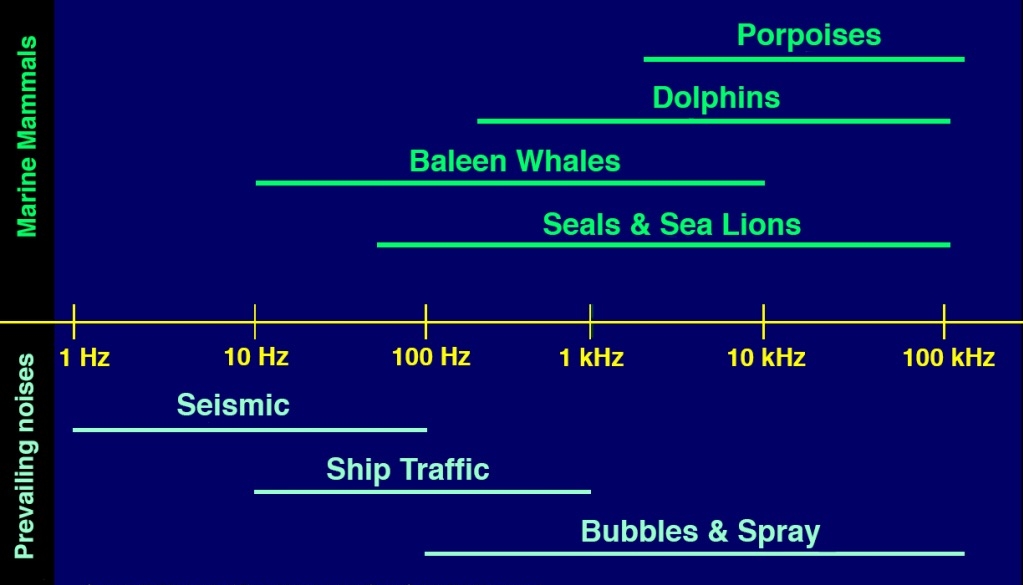 Marine Mammals
Porpoises
Dolphins
Baleen Whales
Seals & Sea Lions
1 Hz
10 Hz
100 Hz
1 kHz
10 kHz
100 kHz
Prevailing noises
Seismic
Ship Traffic
Bubbles & Spray